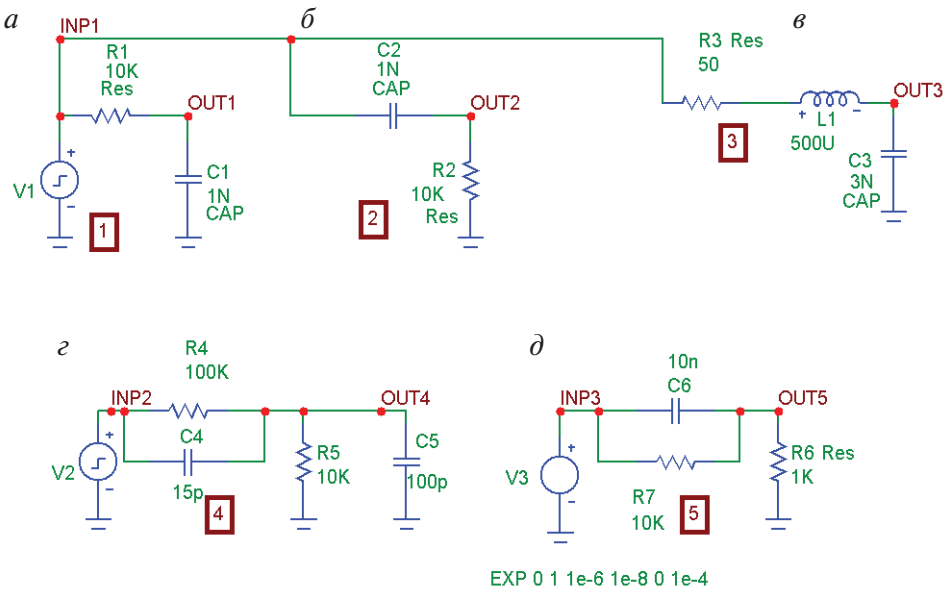 а
б
в
INP1
R1
10K
Res
OUT1
V1
+
−
C1
1N
CAP
1
C2
1N
CAP
OUT2
R2
10K
Res
2
R3 Res
50
+
−
L1
500U
OUT3
3
C3
3N
CAP
г
д
R4
100K
INP2
OUT4
V2
+
−
C4
15p
R5
10K
C5
100p
4
10n
C6
INP3
OUT5
V3
+
−
R7
10K
R6 Res
1K
5
EXP 0 1 1e-6 1e-8 0 1e-4